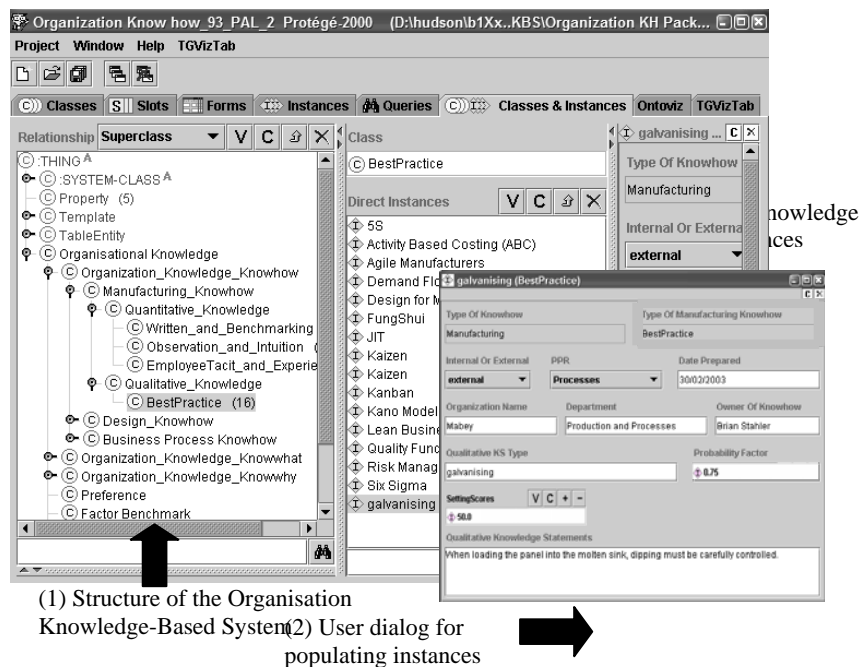 Organization Know how_93_PAL_2 Protégé-2000 (D:\hudson\b1Xx..KBS\Organization KH Pack...
Project Window Help TGVizTab
Classes Slots Forms Instances Queries Classes & Instances Ontoviz TGVizTab
Relationship Superclass V C
:THING A
:SYSTEM-CLASS A
Property (5)
Template
TableEntity
Organisational Knowledge
Organization_Knowledge_Knowhow
Manufacturing_Knowhow
Quantitative_Knowledge
Written_and_Benchmarking
Observation_and_Intuition (
EmployeeTacit_and_Experie
Qualitative_Knowledge
BestPractice (16)
Design_Knowhow
Business Process Knowhow
Organization_Knowledge_Knowwhat
Organization_Knowledge_Knowwhy
Preference
Factor Benchmark
Class
BestPractice
Direct Instances V C
5S
Activity Based Costing (ABC)
Agile Manufacturers
Demand Flo
Design for M
FungShui
JIT
Kaizen
Kaizen
Kanban
Kano Model
Lean Busine
Quality Func
Risk Manag
Six Sigma
galvanising
galvanising ... C X
Type Of Knowhow
Manufacturing
Internal Or Externa
external
nowledge
nces
galvanising (BestPractice)
C X
Type Of Knowhow Type Of Manufacturing Knowhow
Manufacturing BestPractice
Internal Or External PPR Date Prepared
external Processes 30/02/2003
Organization Name Department Owner Of Knowhow
Mabey Production and Processes Brian Stahler
Qualitative KS Type Probability Factor
galvanising 0.75
SettingScores V C + -
50.0
Qualitative Knowledge Statements
When loading the panel into the molten sink, dipping must be carefully controlled.
(1) Structure of the Organisation
Knowledge-Based System
(2) User dialog for
populating instances